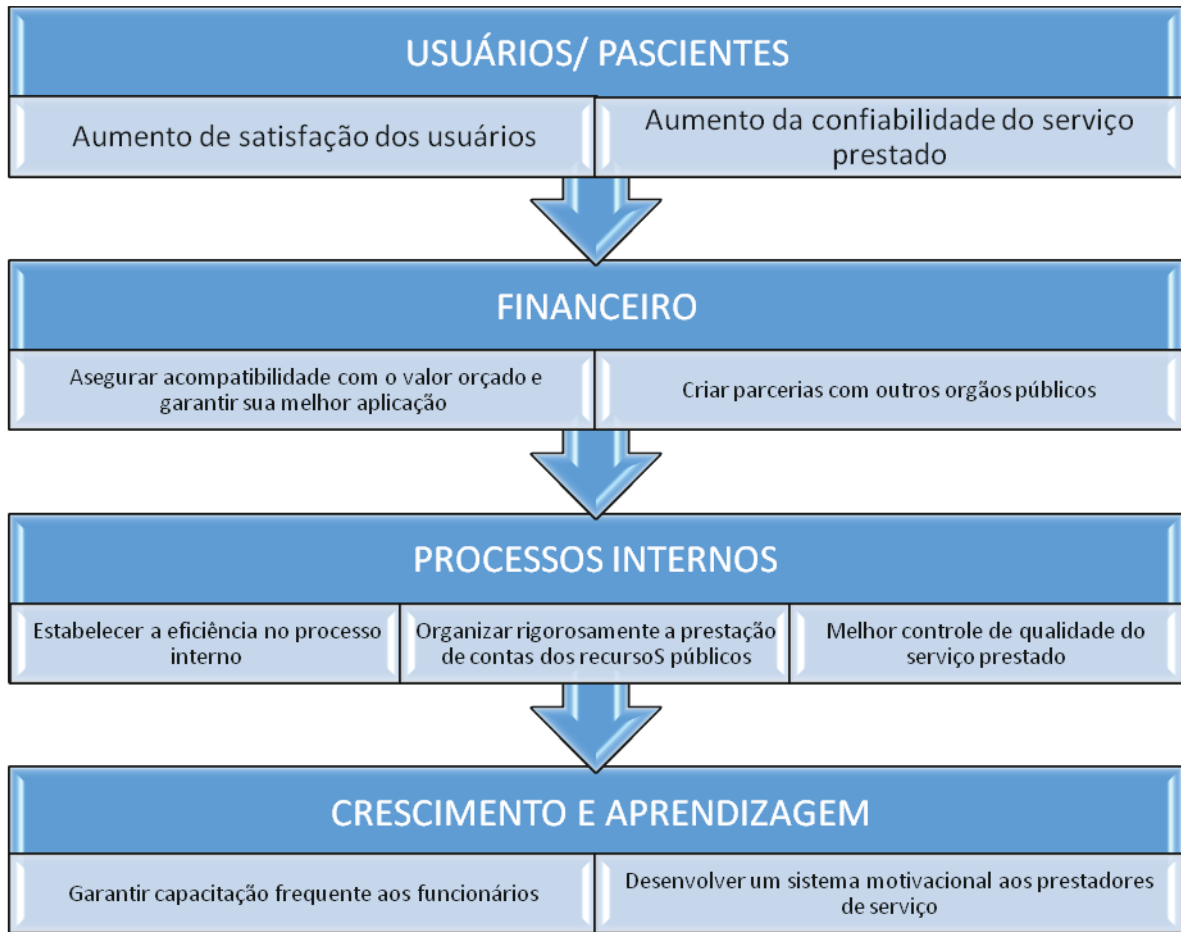 USUÁRIOS/ PASCIENTES
Aumento de satisfação dos usuários
Aumento da confiabilidade do serviço
prestado
FINANCEIRO
Asegurar acompatibilidade com o valor orçado e
garantir sua melhor aplicação
Criar parcerias com outros orgãos públicos
PROCESSOS INTERNOS
Estabelecer a eficiência no processo
interno
Organizar rigorosamente a prestação
de contas dos recursoS públicos
Melhor controle de qualidade do
serviço prestado
CRESCIMENTO E APRENDIZAGEM
Garantir capacitação frequente aos funcionários
Desenvolver um sistema motivacional aos prestadores
de serviço